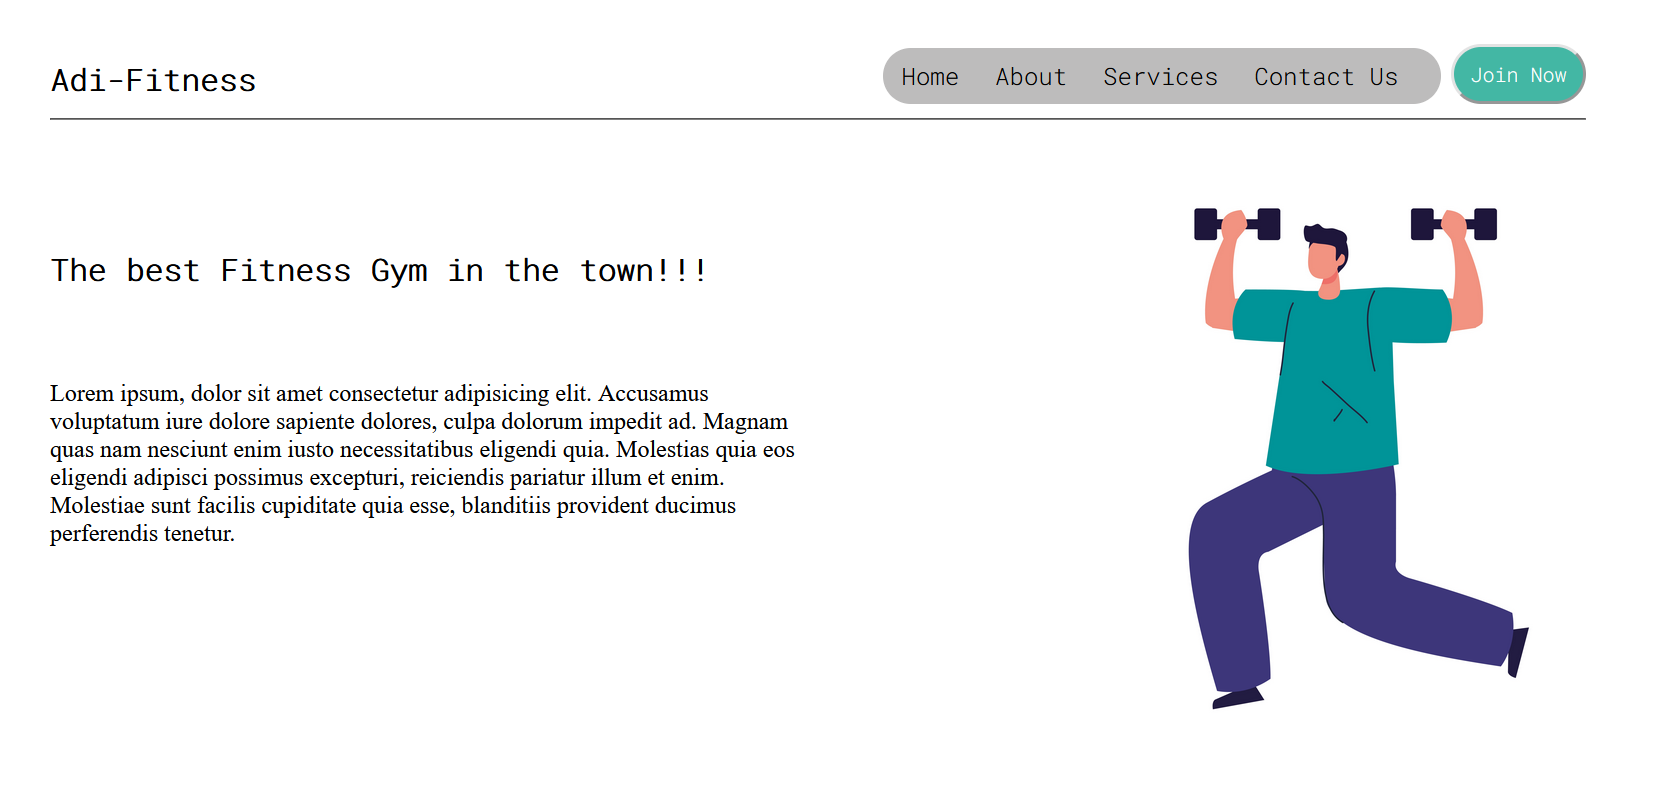 Adi-Fitness
Home About Services Contact Us Join Now
The best Fitness Gym in the town!!!
Lorem ipsum, dolor sit amet consectetur adipisicing elit. Accusamus
voluptatum iure dolore sapiente dolores, culpa dolorum impedit ad. Magnam
quas nam nesciunt enim iusto necessitatibus eligendi quia. Molestias quia eos
eligendi adipisci possimus excepturi, reiciendis pariatur illum et enim.
Molestiae sunt facilis cupiditate quia esse, blanditiis provident ducimus
perferendis tenetur.